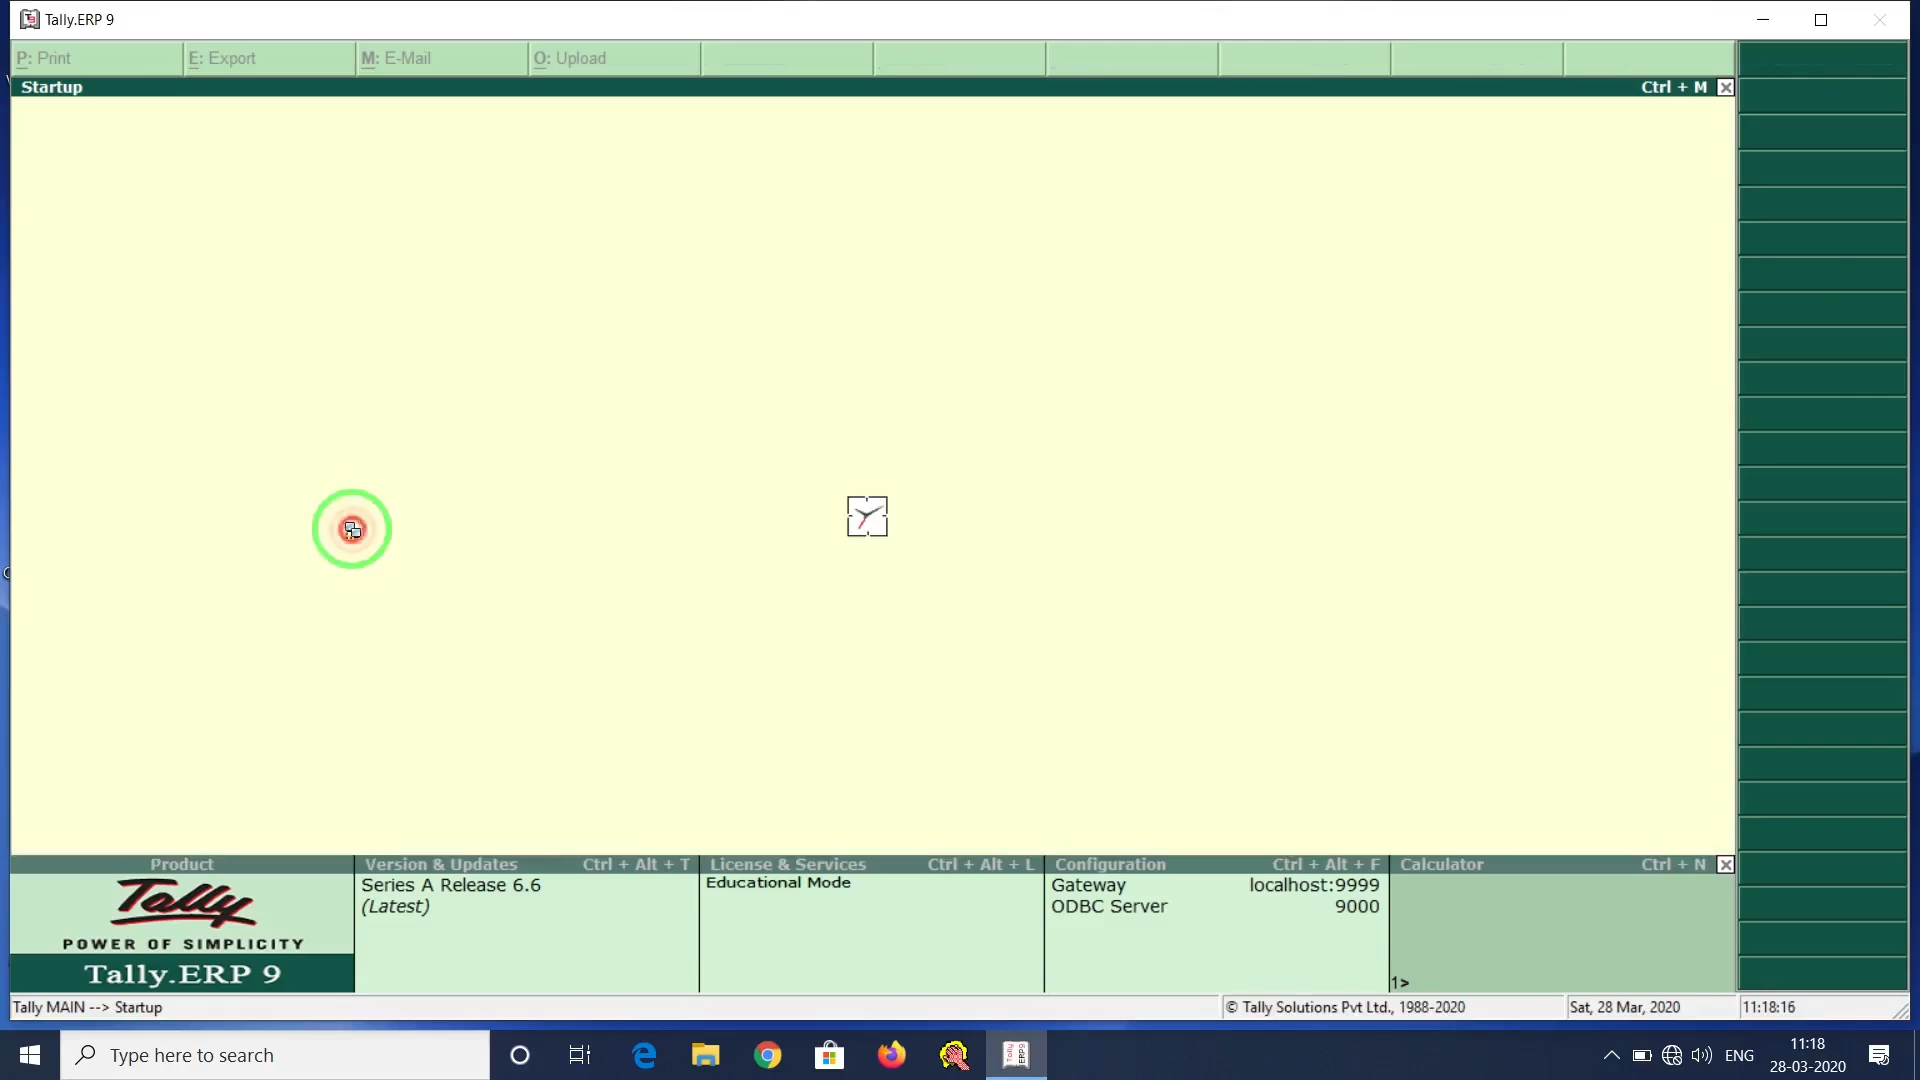 Tally.ERP 9
P: Print E: Export M: E-Mail O: Upload
Startup Ctrl + M
Product Version & Updates Ctrl + Alt + T License & Services Ctrl + Alt + L Configuration Ctrl + Alt + F Calculator Ctrl + N
Tally
POWER OF SIMPLICITY
Tally.ERP 9
Series A Release 6.6
(Latest)
Educational Mode
Gateway localhost:9999
ODBC Server 9000
1>
Tally MAIN --> Startup © Tally Solutions Pvt Ltd., 1988-2020 Sat, 28 Mar, 2020 11:18:16
Type here to search
ENG
11:18
28-03-2020